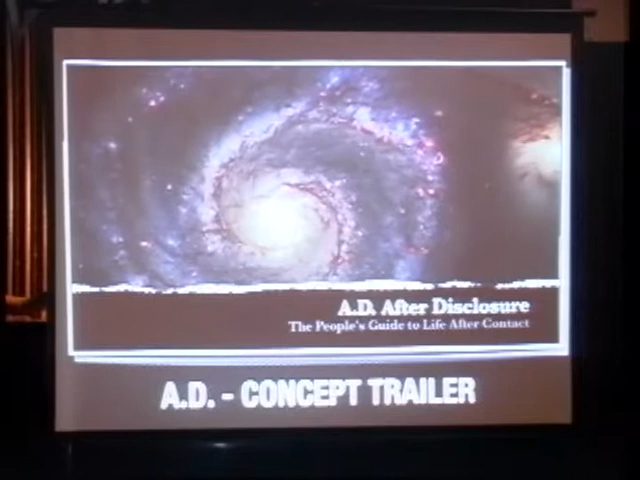 A.D. After Disclosure
The People's Guide to Life After Contact
A.D. - CONCEPT TRAILER